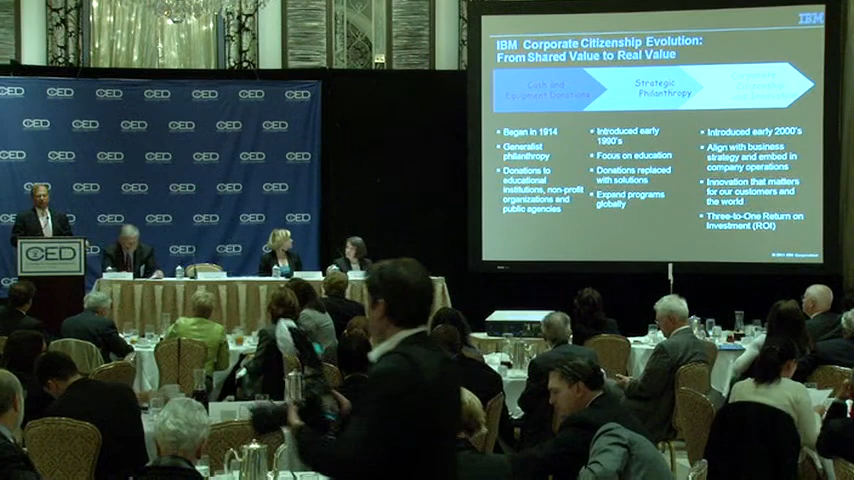 IBM
IBM Corporate Citizenship Evolution:
From Shared Value to Real Value
Cash and
Equipment Donations
Strategic
Philanthropy
Corporate
Citizenship
Began in 1914
Generalist
philanthropy
Donations to
educational
institutions, non-profit
organizations and
public agencies
Introduced early
1990's
Focus on education
Donations replaced
with solutions
Expand programs
globally
Introduced early 2000's
Align with business
strategy and embed in
company operations
Innovation that matters
for our customers and
the world
Three-to-One Return on
Investment (ROI)
CED
CED